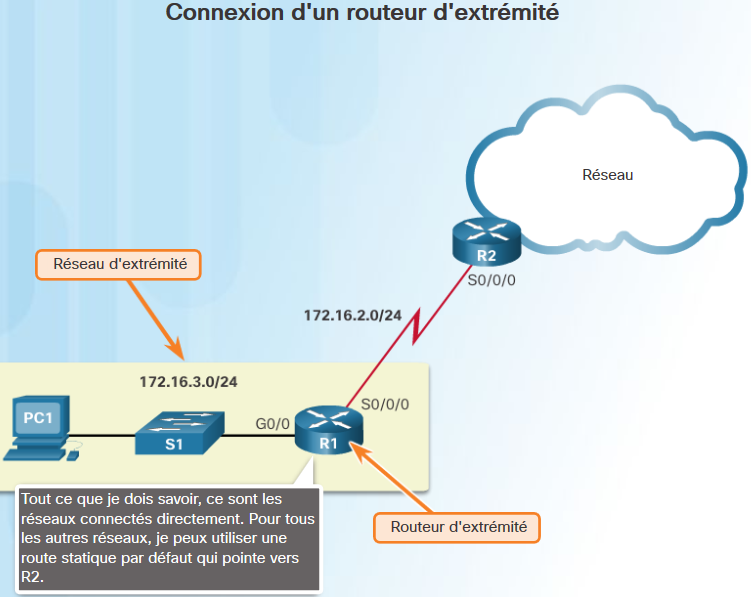 Connexion d'un routeur d'extrémité
Réseau
R2
S0/0/0
Réseau d'extrémité
172.16.2.0/24
172.16.3.0/24
S0/0/0
PC1
G0/0
S1
R1
Tout ce que je dois savoir, ce sont les
réseaux connectés directement. Pour tous
les autres réseaux, je peux utiliser une
route statique par défaut qui pointe vers
R2.
Routeur d'extrémité